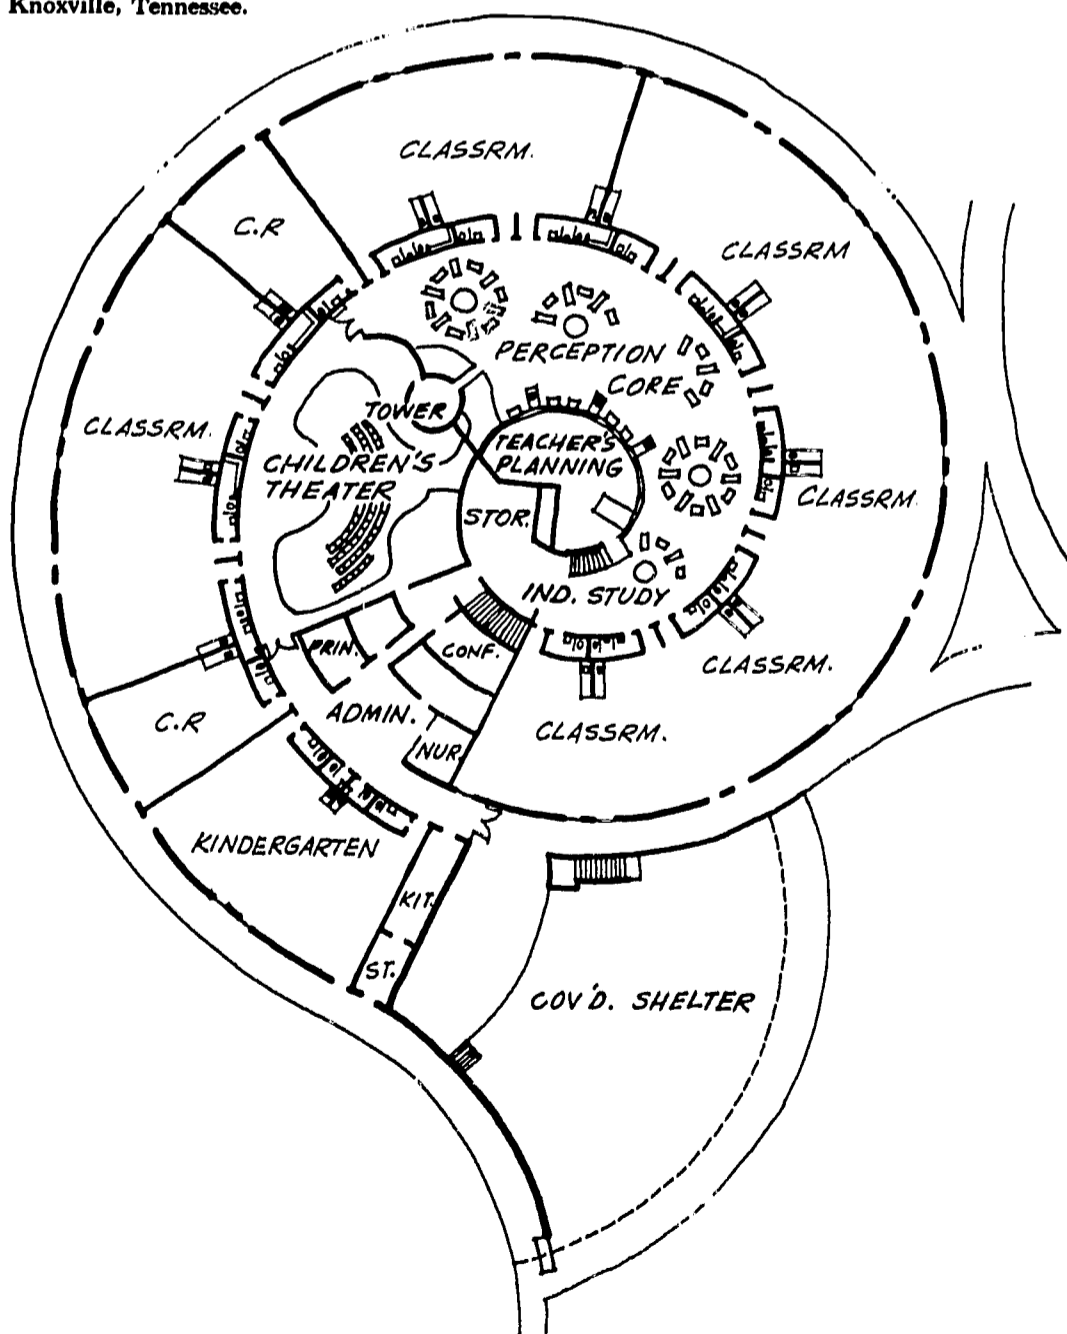 Knoxville, Tennessee.
CLASSRM.
C.R
CLASSRM
PERCEPTION
CORE
TOWER
CLASSRM.
TEACHER'S
PLANNING
CHILDREN'S
THEATER
CLASSRM.
STOR.
IND. STUDY
PRIN.
CONF.
CLASSRM.
C.R
ADMIN.
NUR.
CLASSRM.
KINDERGARTEN
KIT.
ST.
COV'D. SHELTER